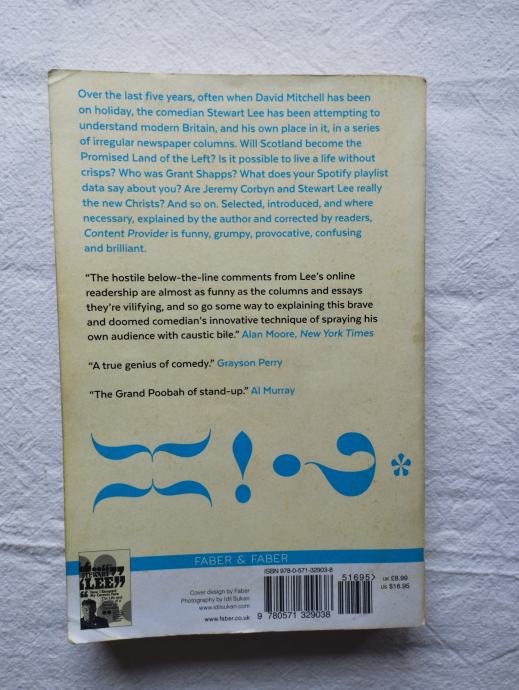 Over the last five years, often when David Mitchell has been
on holiday, the comedian Stewart Lee has been attempting to
understand modern Britain, and his own place in it, in a series
of irregular newspaper columns. Will Scotland become the
Promised Land of the Left? Is it possible to live a life without
crisps? Who was Grant Shapps? What does your Spotify playlist
data say about you? Are Jeremy Corbyn and Stewart Lee really
the new Christs? And so on. Selected, introduced, and where
necessary, explained by the author and corrected by readers,
Content Provider is funny, grumpy, provocative, confusing
and brilliant.
“The hostile below-the-line comments from Lee’s online
readership are almost as funny as the columns and essays
they’re vilifying, and so go some way to explaining this brave
and doomed comedian’s innovative technique of spraying his
own audience with caustic bile.” Alan Moore, New York Times
“A true genius of comedy.” Grayson Perry
“The Grand Poobah of stand-up.” Al Murray
}{!?*
FABER & FABER
STEWART
LEE
Cover design by Faber
Photography by Idil Sukan
www.idilsukan.com
www.faber.co.uk
ISBN 978-0-571-32903-8
51695>
9 780571 329038
UK £8.99
US $16.95